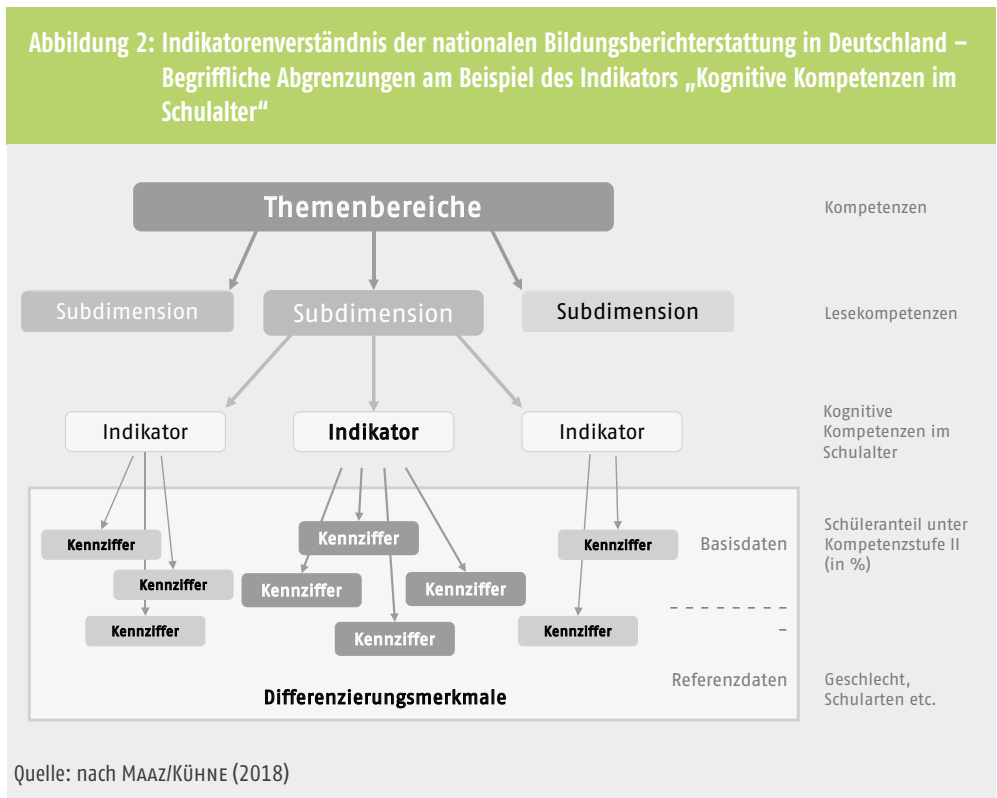 Abbildung 2: Indikatorenverständnis der nationalen Bildungsberichterstattung in Deutschland –
Begriffliche Abgrenzungen am Beispiel des Indikators „Kognitive Kompetenzen im
Schulalter“
Themenbereiche
Kompetenzen
Subdimension
Subdimension
Subdimension
Lesekompetenzen
Indikator
Indikator
Indikator
Kognitive
Kompetenzen im
Schulalter
Kennziffer
Kennziffer
Kennziffer
Kennziffer
Kennziffer
Kennziffer
Kennziffer
Kennziffer
Kennziffer
Basisdaten
Schüleranteil unter
Kompetenzstufe II
(in %)
Referenzdaten
Differenzierungsmerkmale
Geschlecht,
Schularten etc.
Quelle: nach MAAZ/KÜHNE (2018)